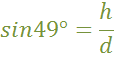 sin49° = h/d